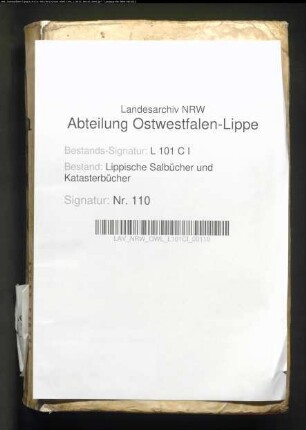 Landesarchiv NRW
Abteilung Ostwestfalen-Lippe
Bestands-Signatur: L 101 C I
Bestand: Lippische Salbücher und
Katasterbücher
Signatur: Nr. 110
LAV_NRW_OWL_L101CI_00110